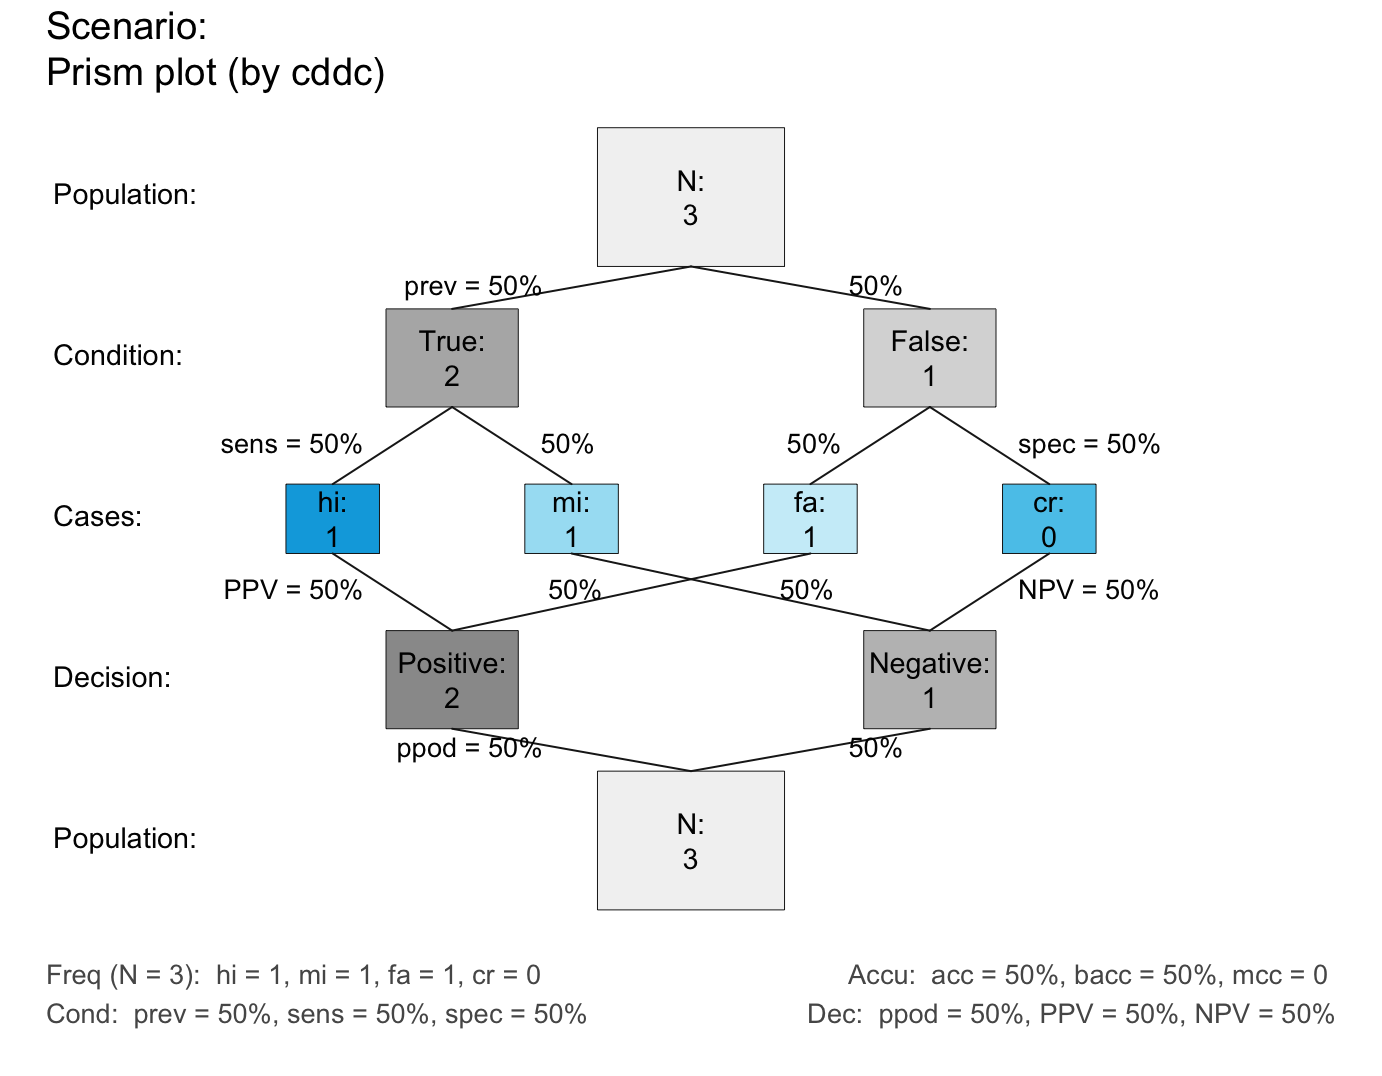 Scenario:
Prism plot (by cddc)
Population:
N:
3
prev = 50%
50%
Condition:
True:
2
False:
1
sens = 50%
50%
50%
spec = 50%
Cases:
hi:
1
mi:
1
fa:
1
cr:
0
PPV = 50%
50%
50%
NPV = 50%
Decision:
Positive:
2
Negative:
1
ppod = 50%
50%
Population:
N:
3
Freq (N = 3):  hi = 1, mi = 1, fa = 1, cr = 0
Accu:  acc = 50%, bacc = 50%, mcc = 0
Cond:  prev = 50%, sens = 50%, spec = 50%
Dec:  ppod = 50%, PPV = 50%, NPV = 50%